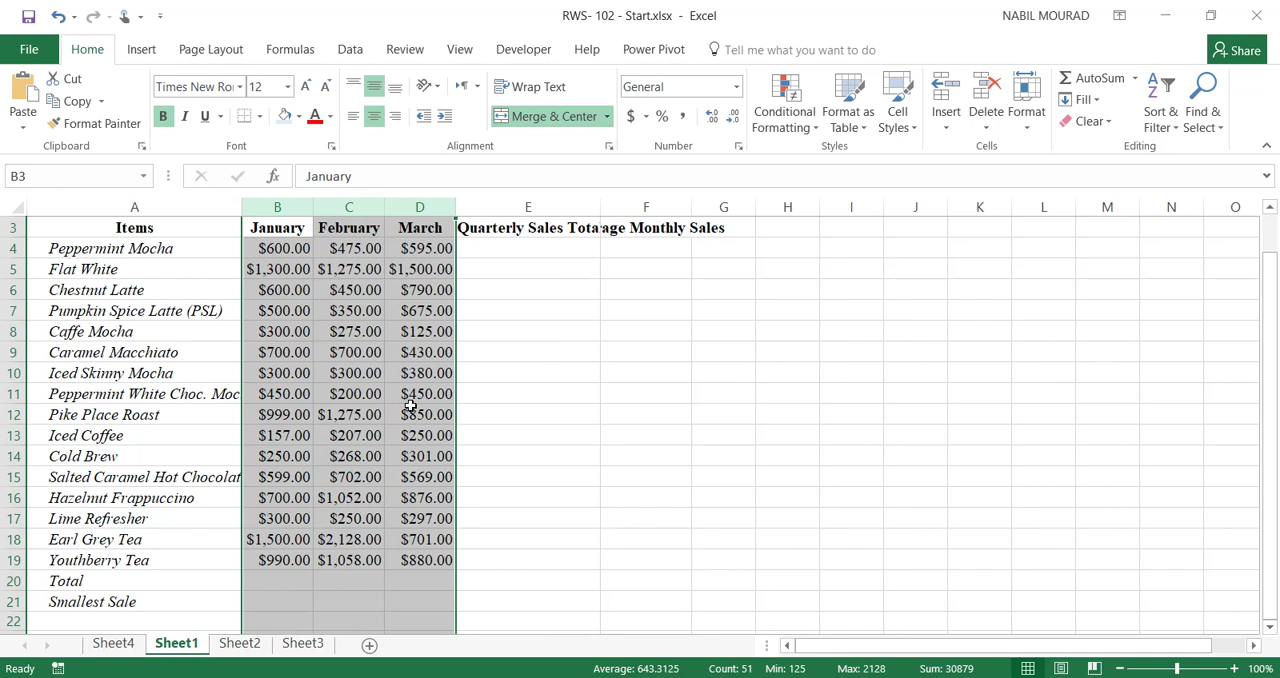 RWS- 102 - Start.xlsx - Excel NABIL MOURAD
File Home Insert Page Layout Formulas Data Review View Developer Help Power Pivot Tell me what you want to do Share
Paste Cut Copy Format Painter Clipboard
Times New Ro 12 B I U A Font
Wrap Text Merge & Center Alignment
General $ % , Number
Conditional Formatting Format as Table Cell Styles Styles
Insert Delete Format Cells
AutoSum Fill Clear Sort & Filter Find & Select Editing
B3 fx January
A B C D E F G H I J K L M N O
3 Items January February March Quarterly Sales Tota age Monthly Sales
4 Peppermint Mocha $600.00 $475.00 $595.00
5 Flat White $1,300.00 $1,275.00 $1,500.00
6 Chestnut Latte $600.00 $450.00 $790.00
7 Pumpkin Spice Latte (PSL) $500.00 $350.00 $675.00
8 Caffe Mocha $300.00 $275.00 $125.00
9 Caramel Macchiato $700.00 $700.00 $430.00
10 Iced Skinny Mocha $300.00 $300.00 $380.00
11 Peppermint White Choc. Moc $450.00 $200.00 $450.00
12 Pike Place Roast $999.00 $1,275.00 $850.00
13 Iced Coffee $157.00 $207.00 $250.00
14 Cold Brew $250.00 $268.00 $301.00
15 Salted Caramel Hot Chocolat $599.00 $702.00 $569.00
16 Hazelnut Frappuccino $700.00 $1,052.00 $876.00
17 Lime Refresher $300.00 $250.00 $297.00
18 Earl Grey Tea $1,500.00 $2,128.00 $701.00
19 Youthberry Tea $990.00 $1,058.00 $880.00
20 Total
21 Smallest Sale
22
Sheet4 Sheet1 Sheet2 Sheet3
Ready Average: 643.3125 Count: 51 Min: 125 Max: 2128 Sum: 30879 100%